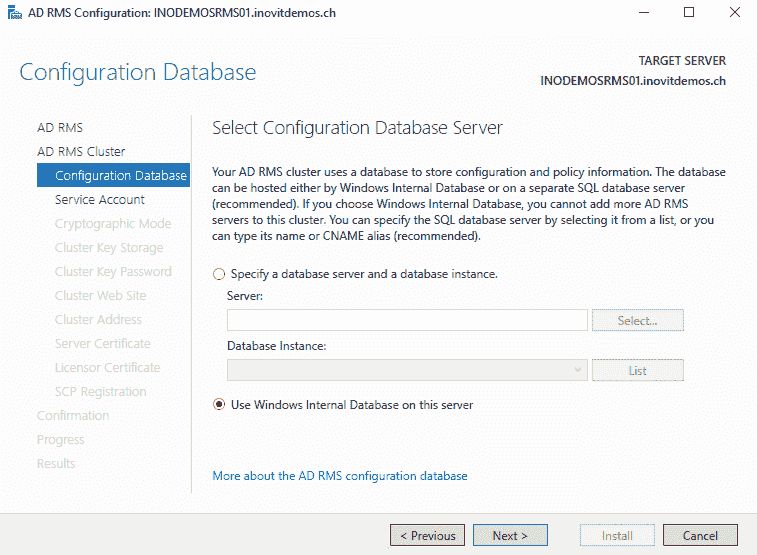 AD RMS Configuration: INODEMOSRMS01.inovitdemos.ch
Configuration Database
TARGET SERVER
INODEMOSRMS01.inovitdemos.ch
AD RMS
AD RMS Cluster
Configuration Database
Service Account
Cryptographic Mode
Cluster Key Storage
Cluster Key Password
Cluster Web Site
Cluster Address
Server Certificate
Licensor Certificate
SCP Registration
Confirmation
Progress
Results
Select Configuration Database Server
Your AD RMS cluster uses a database to store configuration and policy information. The database
can be hosted either by Windows Internal Database or on a separate SQL database server
(recommended). If you choose Windows Internal Database, you cannot add more AD RMS
servers to this cluster. You can specify the SQL database server by selecting it from a list, or you
can type its name or CNAME alias (recommended).
Specify a database server and a database instance.
Server:
Select...
Database Instance:
List
Use Windows Internal Database on this server
More about the AD RMS configuration database
< Previous
Next >
Install
Cancel